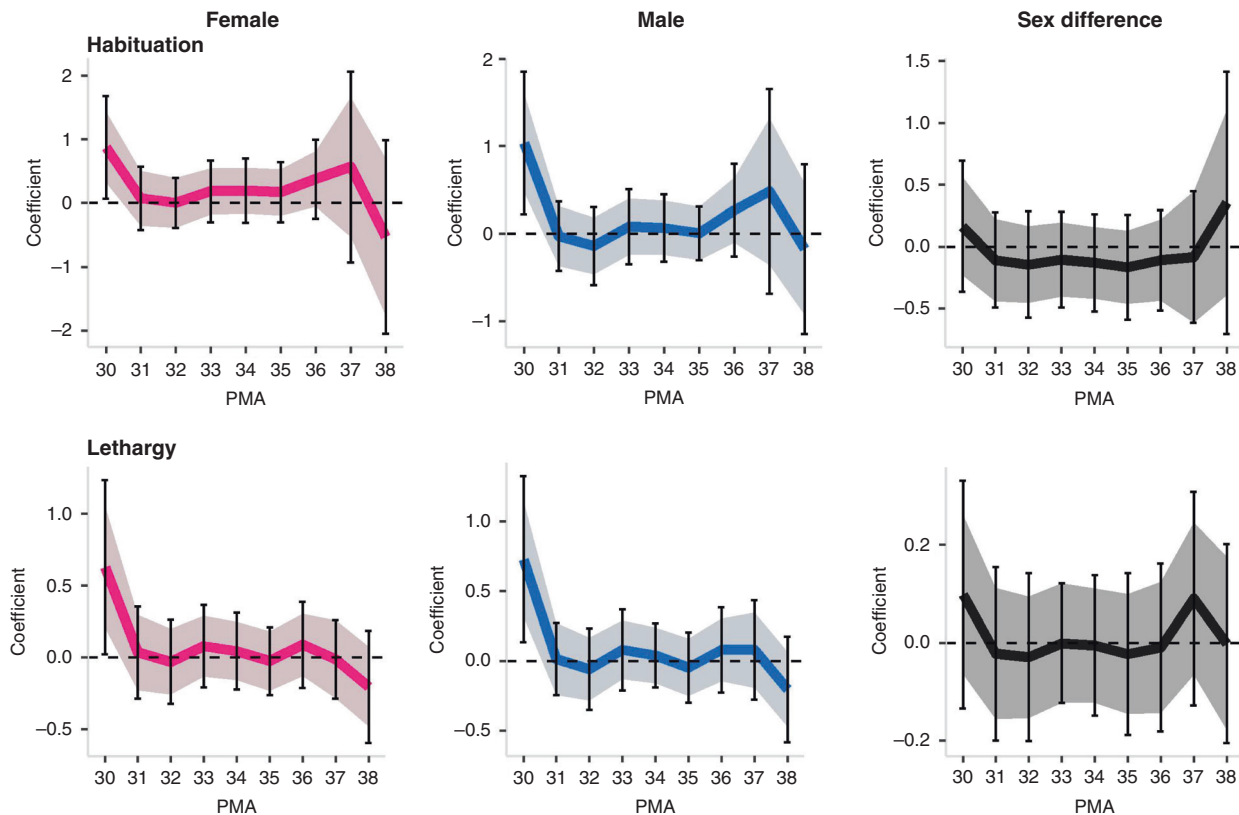 Female Male Sex difference
Habituation
Coefficient
2
1
0
−1
−2
30 31 32 33 34 35 36 37 38
PMA
Coefficient
2
1
0
−1
30 31 32 33 34 35 36 37 38
PMA
Coefficient
1.5
1.0
0.5
0.0
−0.5
30 31 32 33 34 35 36 37 38
PMA
Lethargy
Coefficient
1.0
0.5
0.0
−0.5
30 31 32 33 34 35 36 37 38
PMA
Coefficient
1.0
0.5
0.0
−0.5
30 31 32 33 34 35 36 37 38
PMA
Coefficient
0.2
0.0
−0.2
30 31 32 33 34 35 36 37 38
PMA